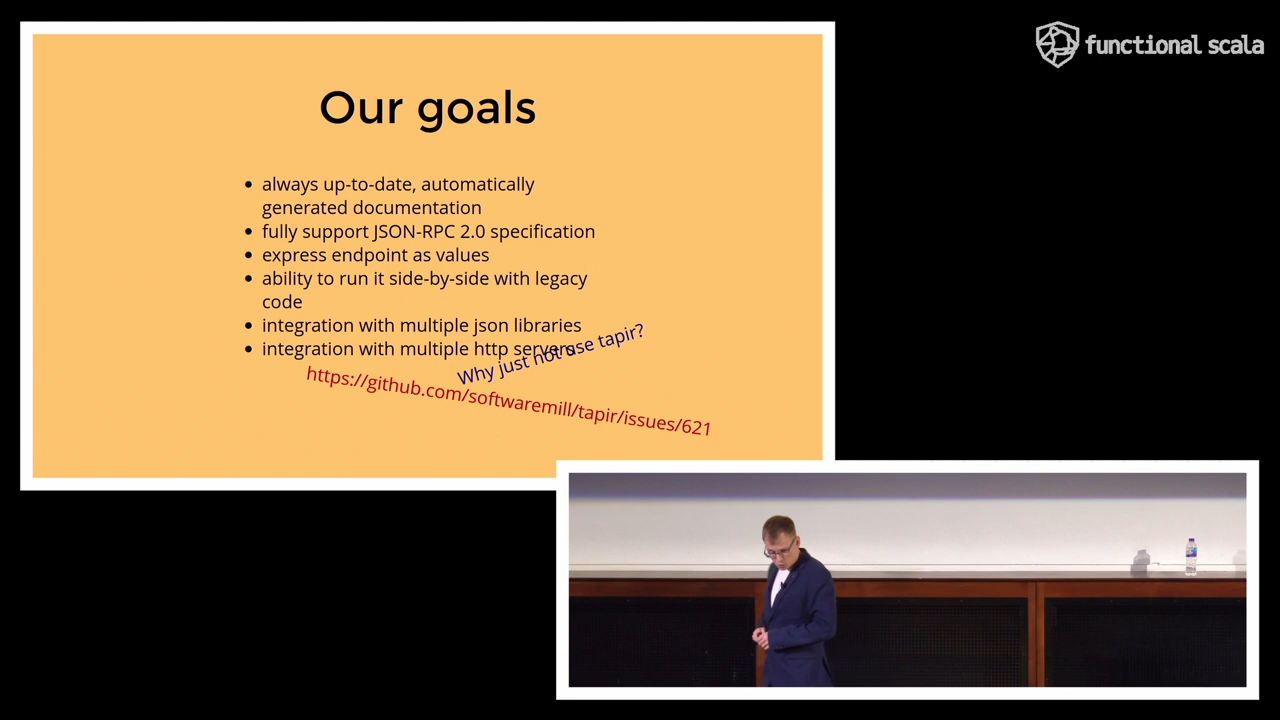 functional scala
Our goals
always up-to-date, automatically
generated documentation
fully support JSON-RPC 2.0 specification
express endpoint as values
ability to run it side-by-side with legacy
code
integration with multiple json libraries
integration with multiple http servers
Why just not use tapir?
https://github.com/softwaremill/tapir/issues/621